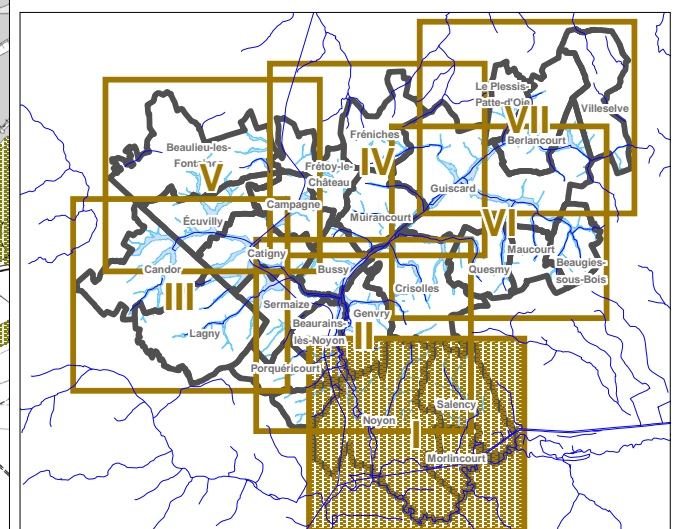 Le Plessis-
Patte-d'Oie
Villeselve
VII
Berlancourt
Fréniches
Beaulieu-les-
IV
Frétoy-le-
Château
V
Guiscard
Campagne
Muirancourt
Écuvilly
VI
Maucourt
Catigny
Candor
Bussy
Quesmy
Beaugies-
sous-Bois
Crisolles
III
Sermaize
Genvry
Beaurains-
lès-Noyon
II
Lagny
Porquéricourt
Salency
Noyon
I
Morlincourt